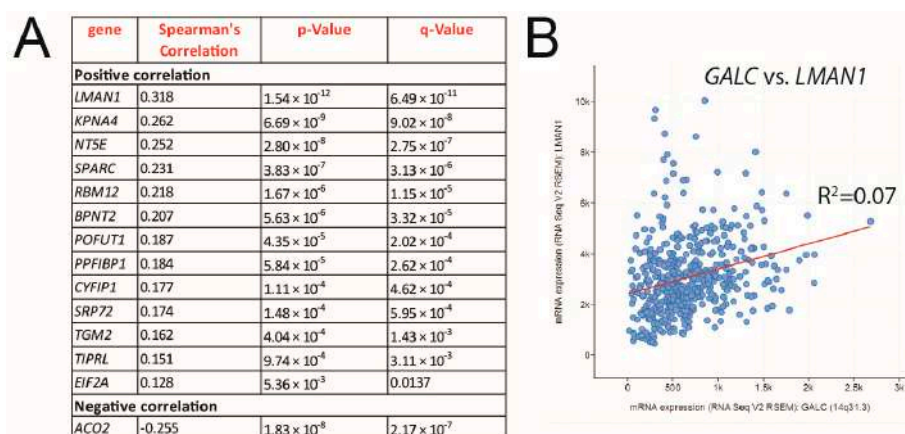 A
gene Spearman's Correlation p-Value q-Value
Positive correlation
LMAN1 0.318 1.54 × 10⁻¹² 6.49 × 10⁻¹¹
KPNA4 0.262 6.69 × 10⁻⁹ 9.02 × 10⁻⁸
NT5E 0.252 2.80 × 10⁻⁸ 2.75 × 10⁻⁷
SPARC 0.231 3.83 × 10⁻⁷ 3.13 × 10⁻⁶
RBM12 0.218 1.67 × 10⁻⁶ 1.15 × 10⁻⁵
BPNT2 0.207 5.63 × 10⁻⁶ 3.32 × 10⁻⁵
POFUT1 0.187 4.35 × 10⁻⁵ 2.02 × 10⁻⁴
PPFIBP1 0.184 5.84 × 10⁻⁵ 2.62 × 10⁻⁴
CYFIP1 0.177 1.11 × 10⁻⁴ 4.62 × 10⁻⁴
SRP72 0.174 1.48 × 10⁻⁴ 5.95 × 10⁻⁴
TGM2 0.162 4.04 × 10⁻⁴ 1.43 × 10⁻³
TIPRL 0.151 9.74 × 10⁻⁴ 3.11 × 10⁻³
EIF2A 0.128 5.36 × 10⁻³ 0.0137
Negative correlation
ACO2 -0.255 1.83 × 10⁻⁸ 2.17 × 10⁻⁷
B
GALC vs. LMAN1
R²=0.07
mRNA expression (RNA Seq V2 RSEM): LMAN1
10k
8k
6k
4k
2k
0
0 500 1k 1.5k 2k 2.5k 3k
mRNA expression (RNA Seq V2 RSEM): GALC (14q31.3)